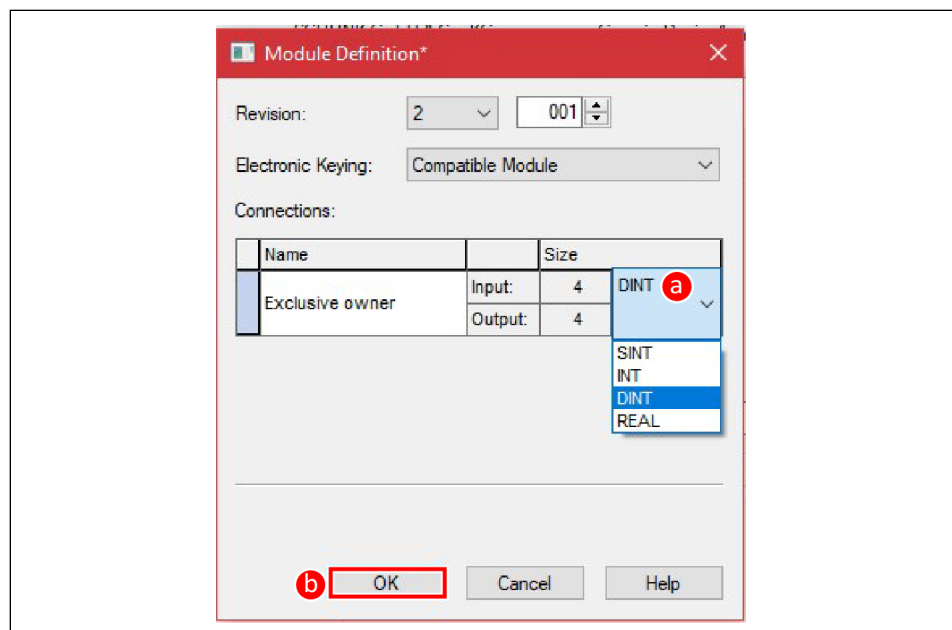 Module Definition*
Revision: 2 001
Electronic Keying: Compatible Module
Connections:
Name Size
Exclusive owner Input: 4 DINT a
Output: 4
SINT
INT
DINT
REAL
b OK Cancel Help